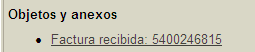 Objetos y anexos
• Factura recibida: 5400246815